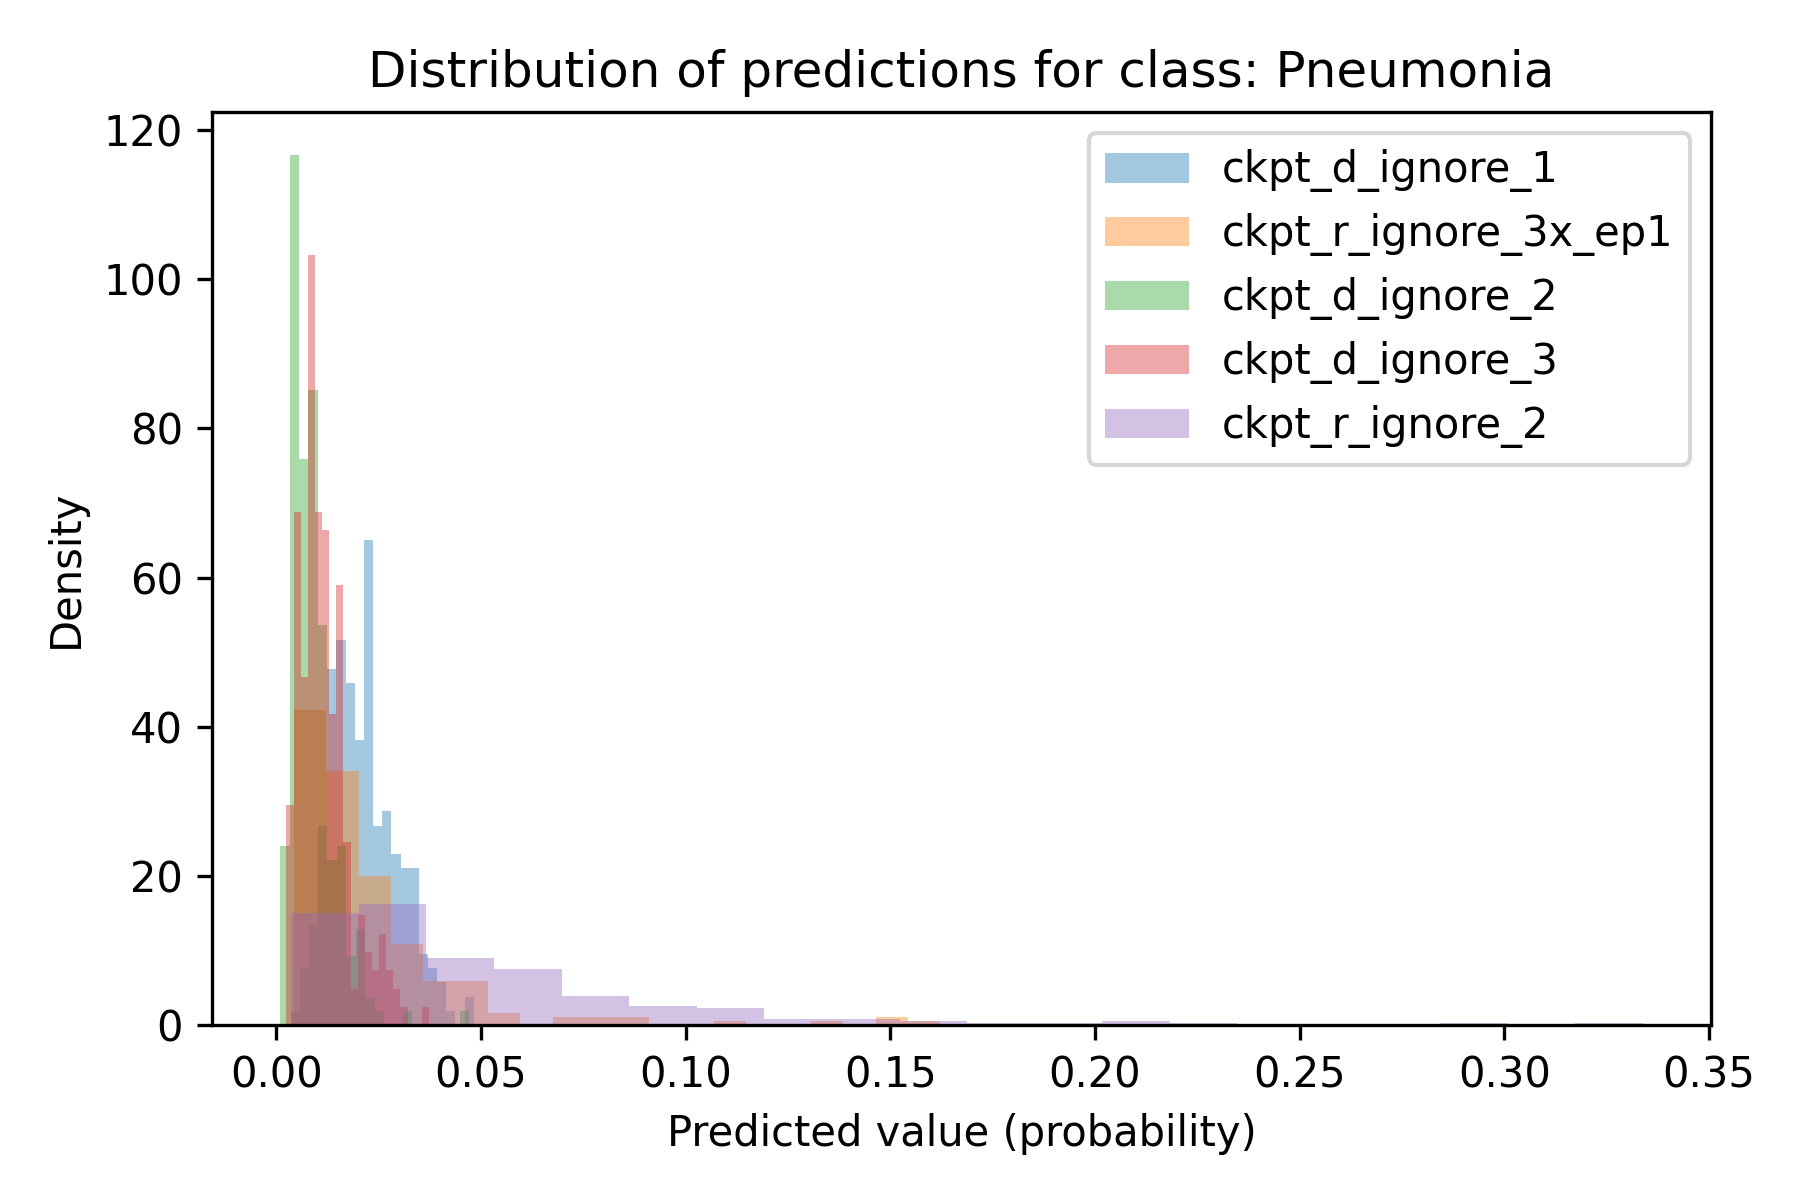 Distribution of predictions for class: Pneumonia
120
100
80
60
40
20
0
Density
ckpt_d_ignore_1
ckpt_r_ignore_3x_ep1
ckpt_d_ignore_2
ckpt_d_ignore_3
ckpt_r_ignore_2
0.00 0.05 0.10 0.15 0.20 0.25 0.30 0.35
Predicted value (probability)